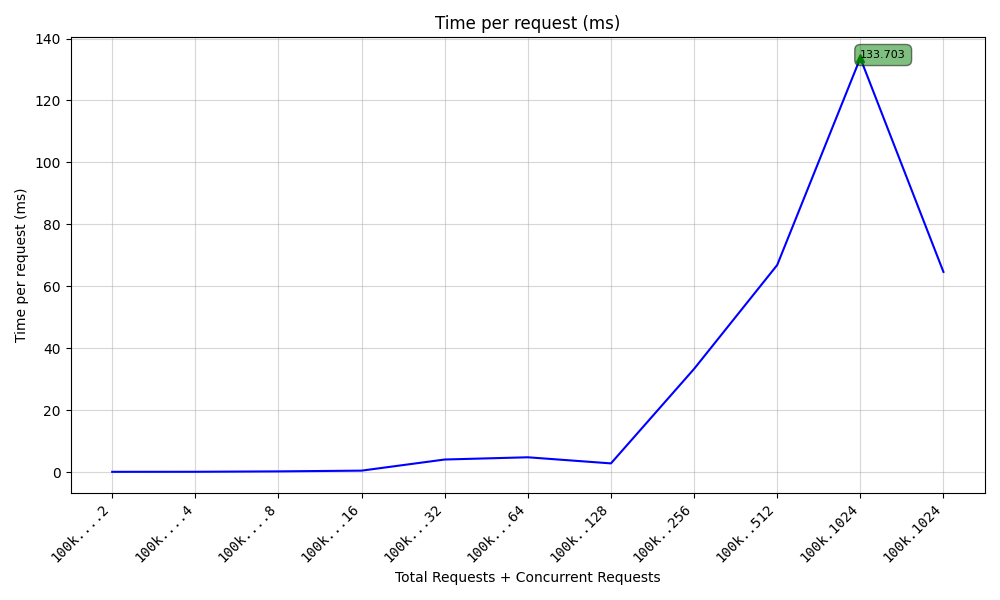 Time per request (ms)
140
133.703
120
100
80
60
40
20
0
Time per request (ms)
100k....2
100k....4
100k....8
100k...16
100k...32
100k...64
100k..128
100k..256
100k..512
100k.1024
100k.1024
Total Requests + Concurrent Requests